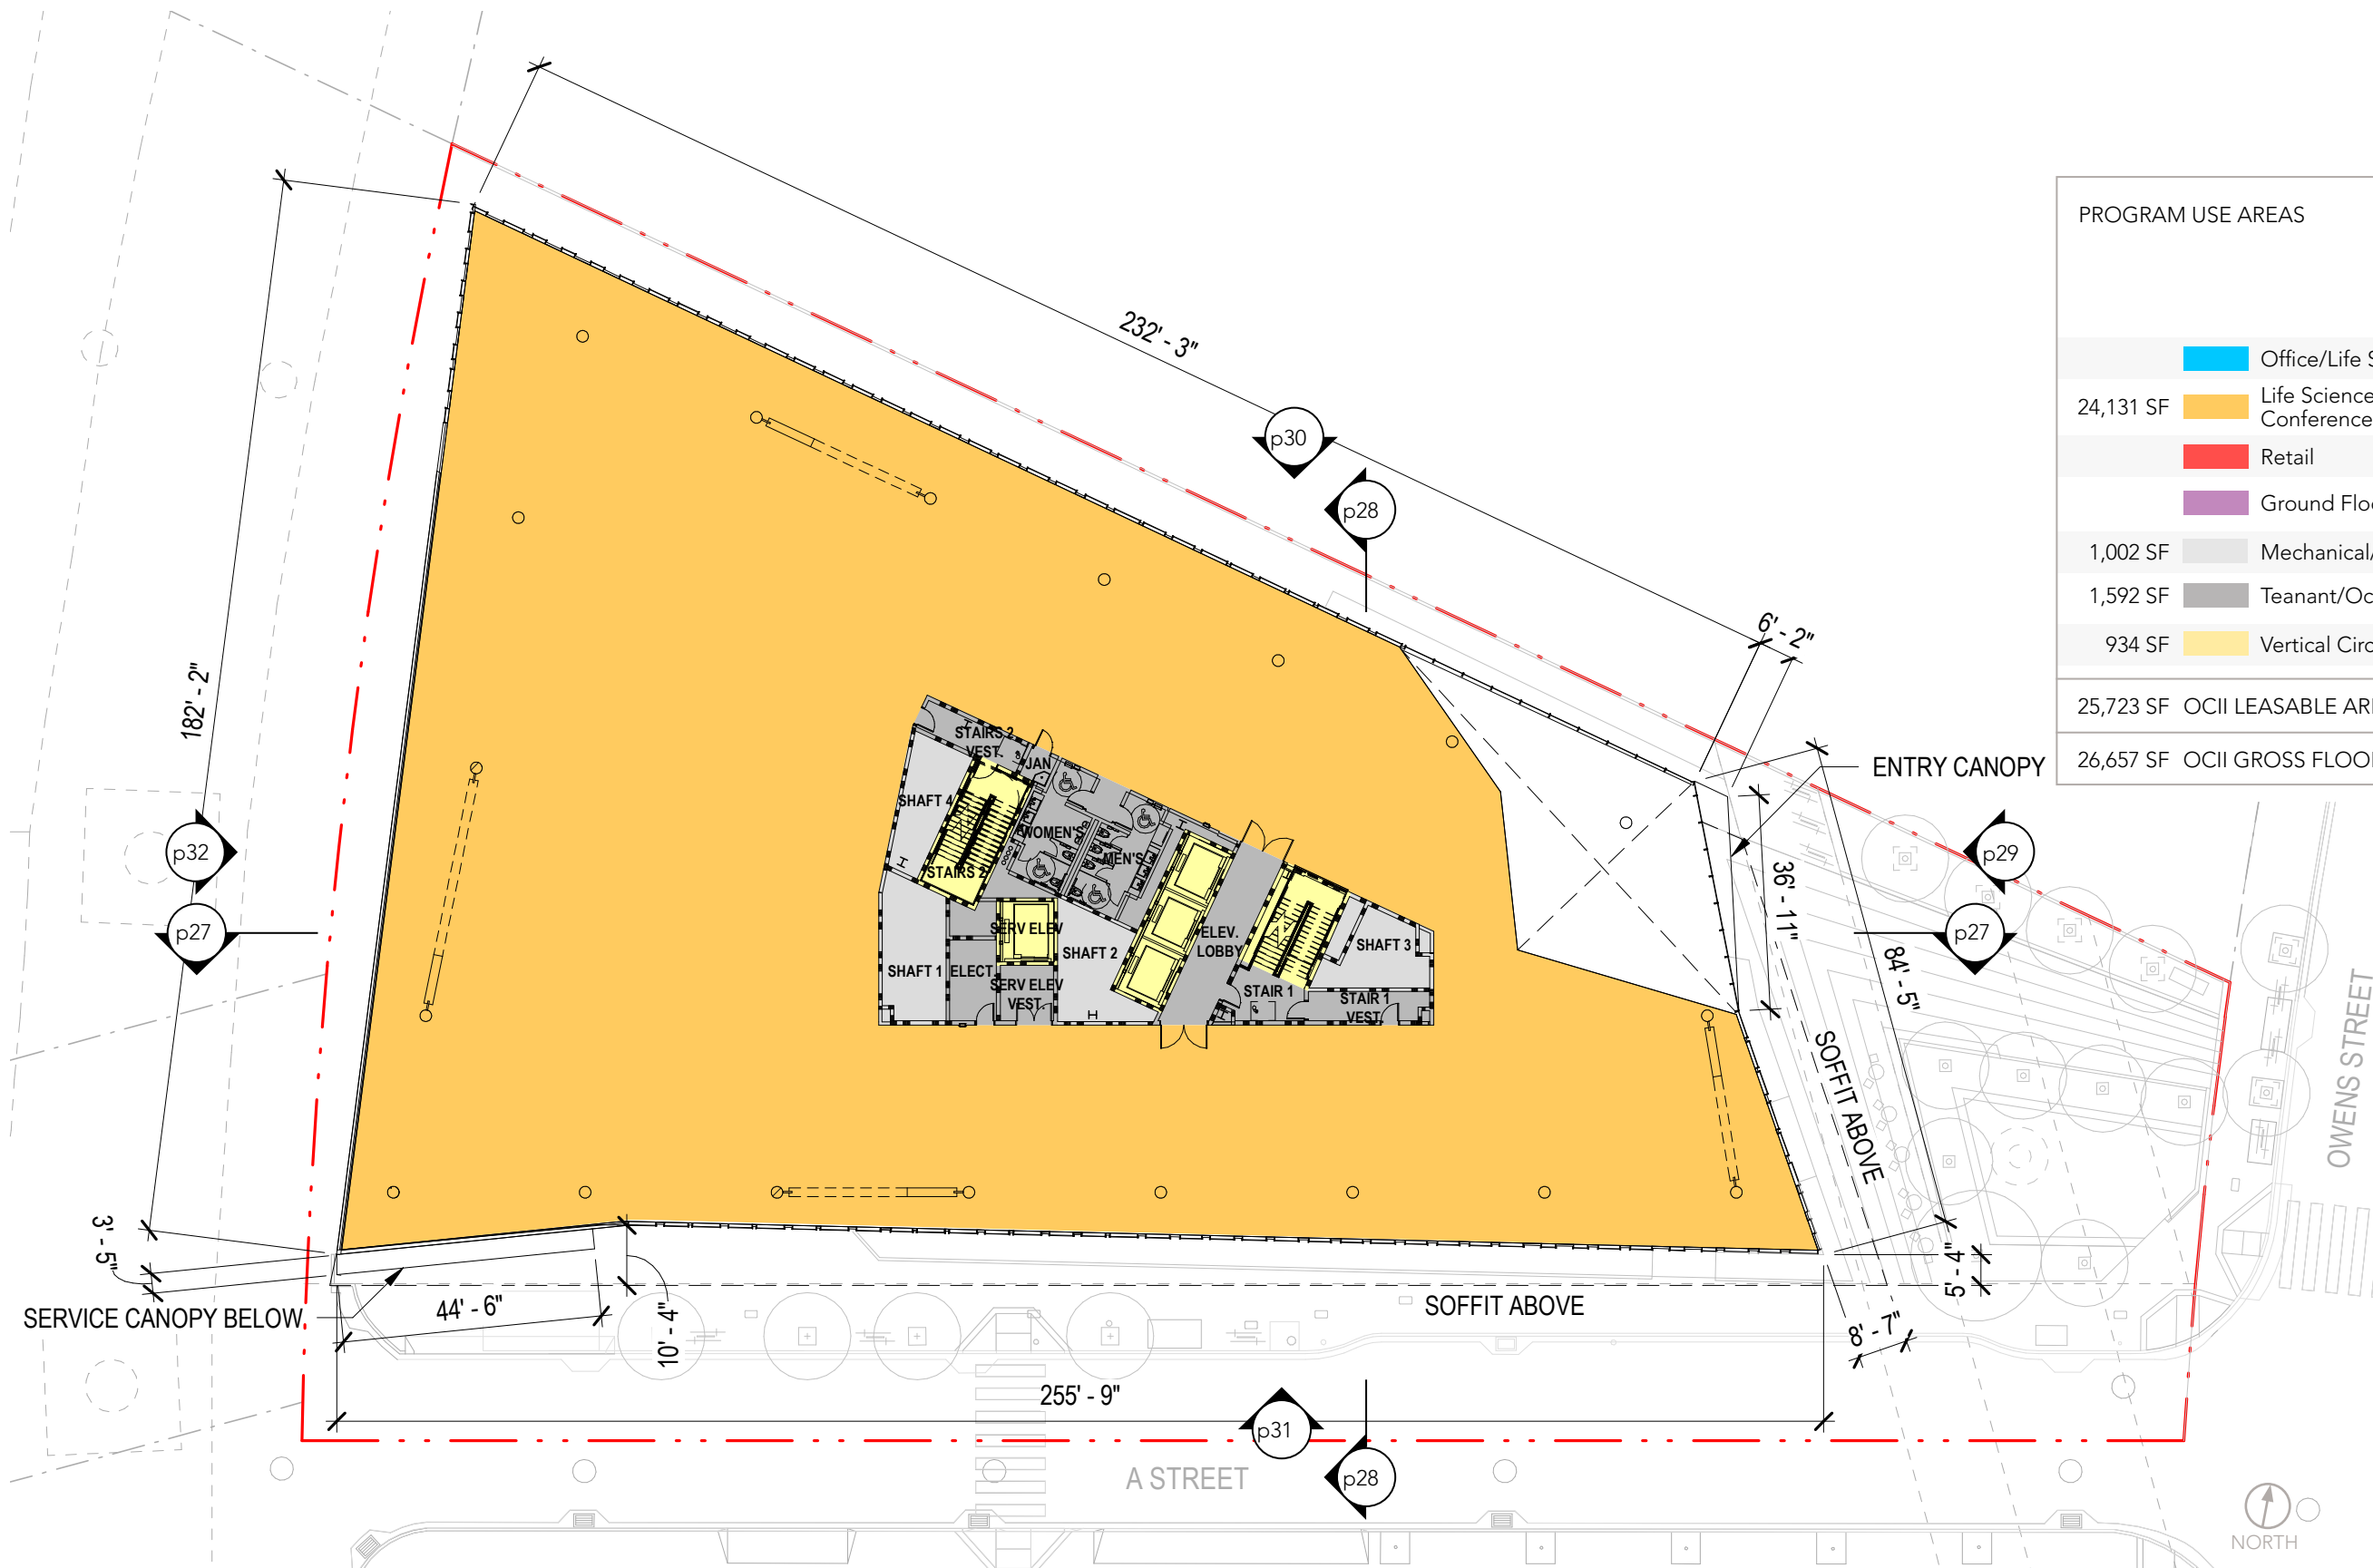 232' - 3"
PROGRAM USE AREAS
Office/Life S
24,131 SF Life Science
Conference
Retail
Ground Floo
1,002 SF Mechanical/
1,592 SF Teanant/Oc
934 SF Vertical Circ
25,723 SF OCII LEASABLE ARE
26,657 SF OCII GROSS FLOOR
p30
p28
6' - 2"
182' - 2"
ENTRY CANOPY
STAIRS 2
VEST.
JAN
SHAFT 4
WOMEN'S
MEN'S
STAIRS 2
p32
p29
36' - 11"
SERV ELEV
ELEV.
LOBBY
SHAFT 3
p27
p27
SHAFT 2
SHAFT 1
ELECT.
SERV ELEV
VEST.
STAIR 1
STAIR 1
VEST.
84' - 5"
SOFFIT ABOVE
OWENS STREET
3' - 5"
5' - 4"
SERVICE CANOPY BELOW
44' - 6"
10' - 4"
SOFFIT ABOVE
8' - 7"
255' - 9"
p31
p28
A STREET
NORTH